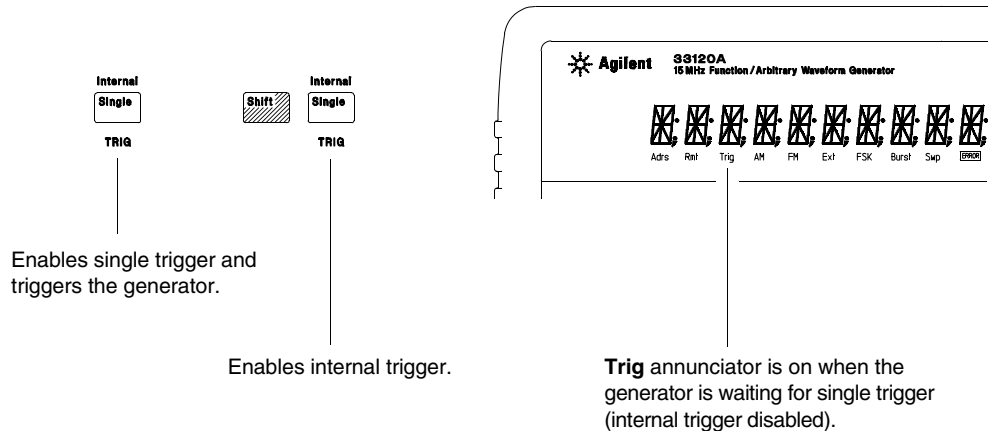 Internal
Single
TRIG
Shift
Internal
Single
TRIG
Enables single trigger and
triggers the generator.
Enables internal trigger.
Agilent
33120A
15 MHz Function / Arbitrary Waveform Generator
Adrs Rmt Trig AM FM Ext FSK Burst Swp ERROR
Trig annunciator is on when the
generator is waiting for single trigger
(internal trigger disabled).